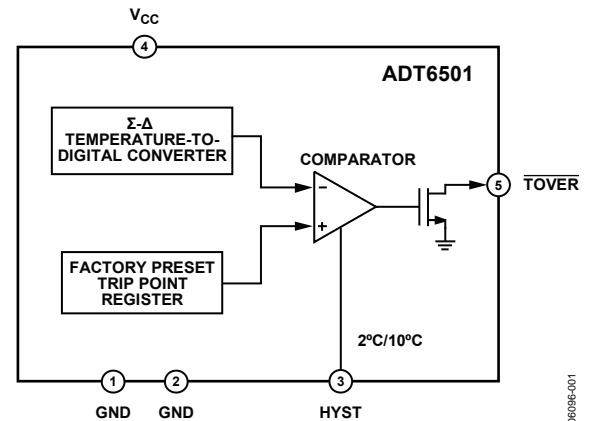 VCC
4
ADT6501
Σ-Δ
TEMPERATURE-TO-
DIGITAL CONVERTER
COMPARATOR
−
5
TOVER
+
FACTORY PRESET
TRIP POINT
REGISTER
2ºC/10ºC
1
2
3
GND
GND
HYST
06096-001